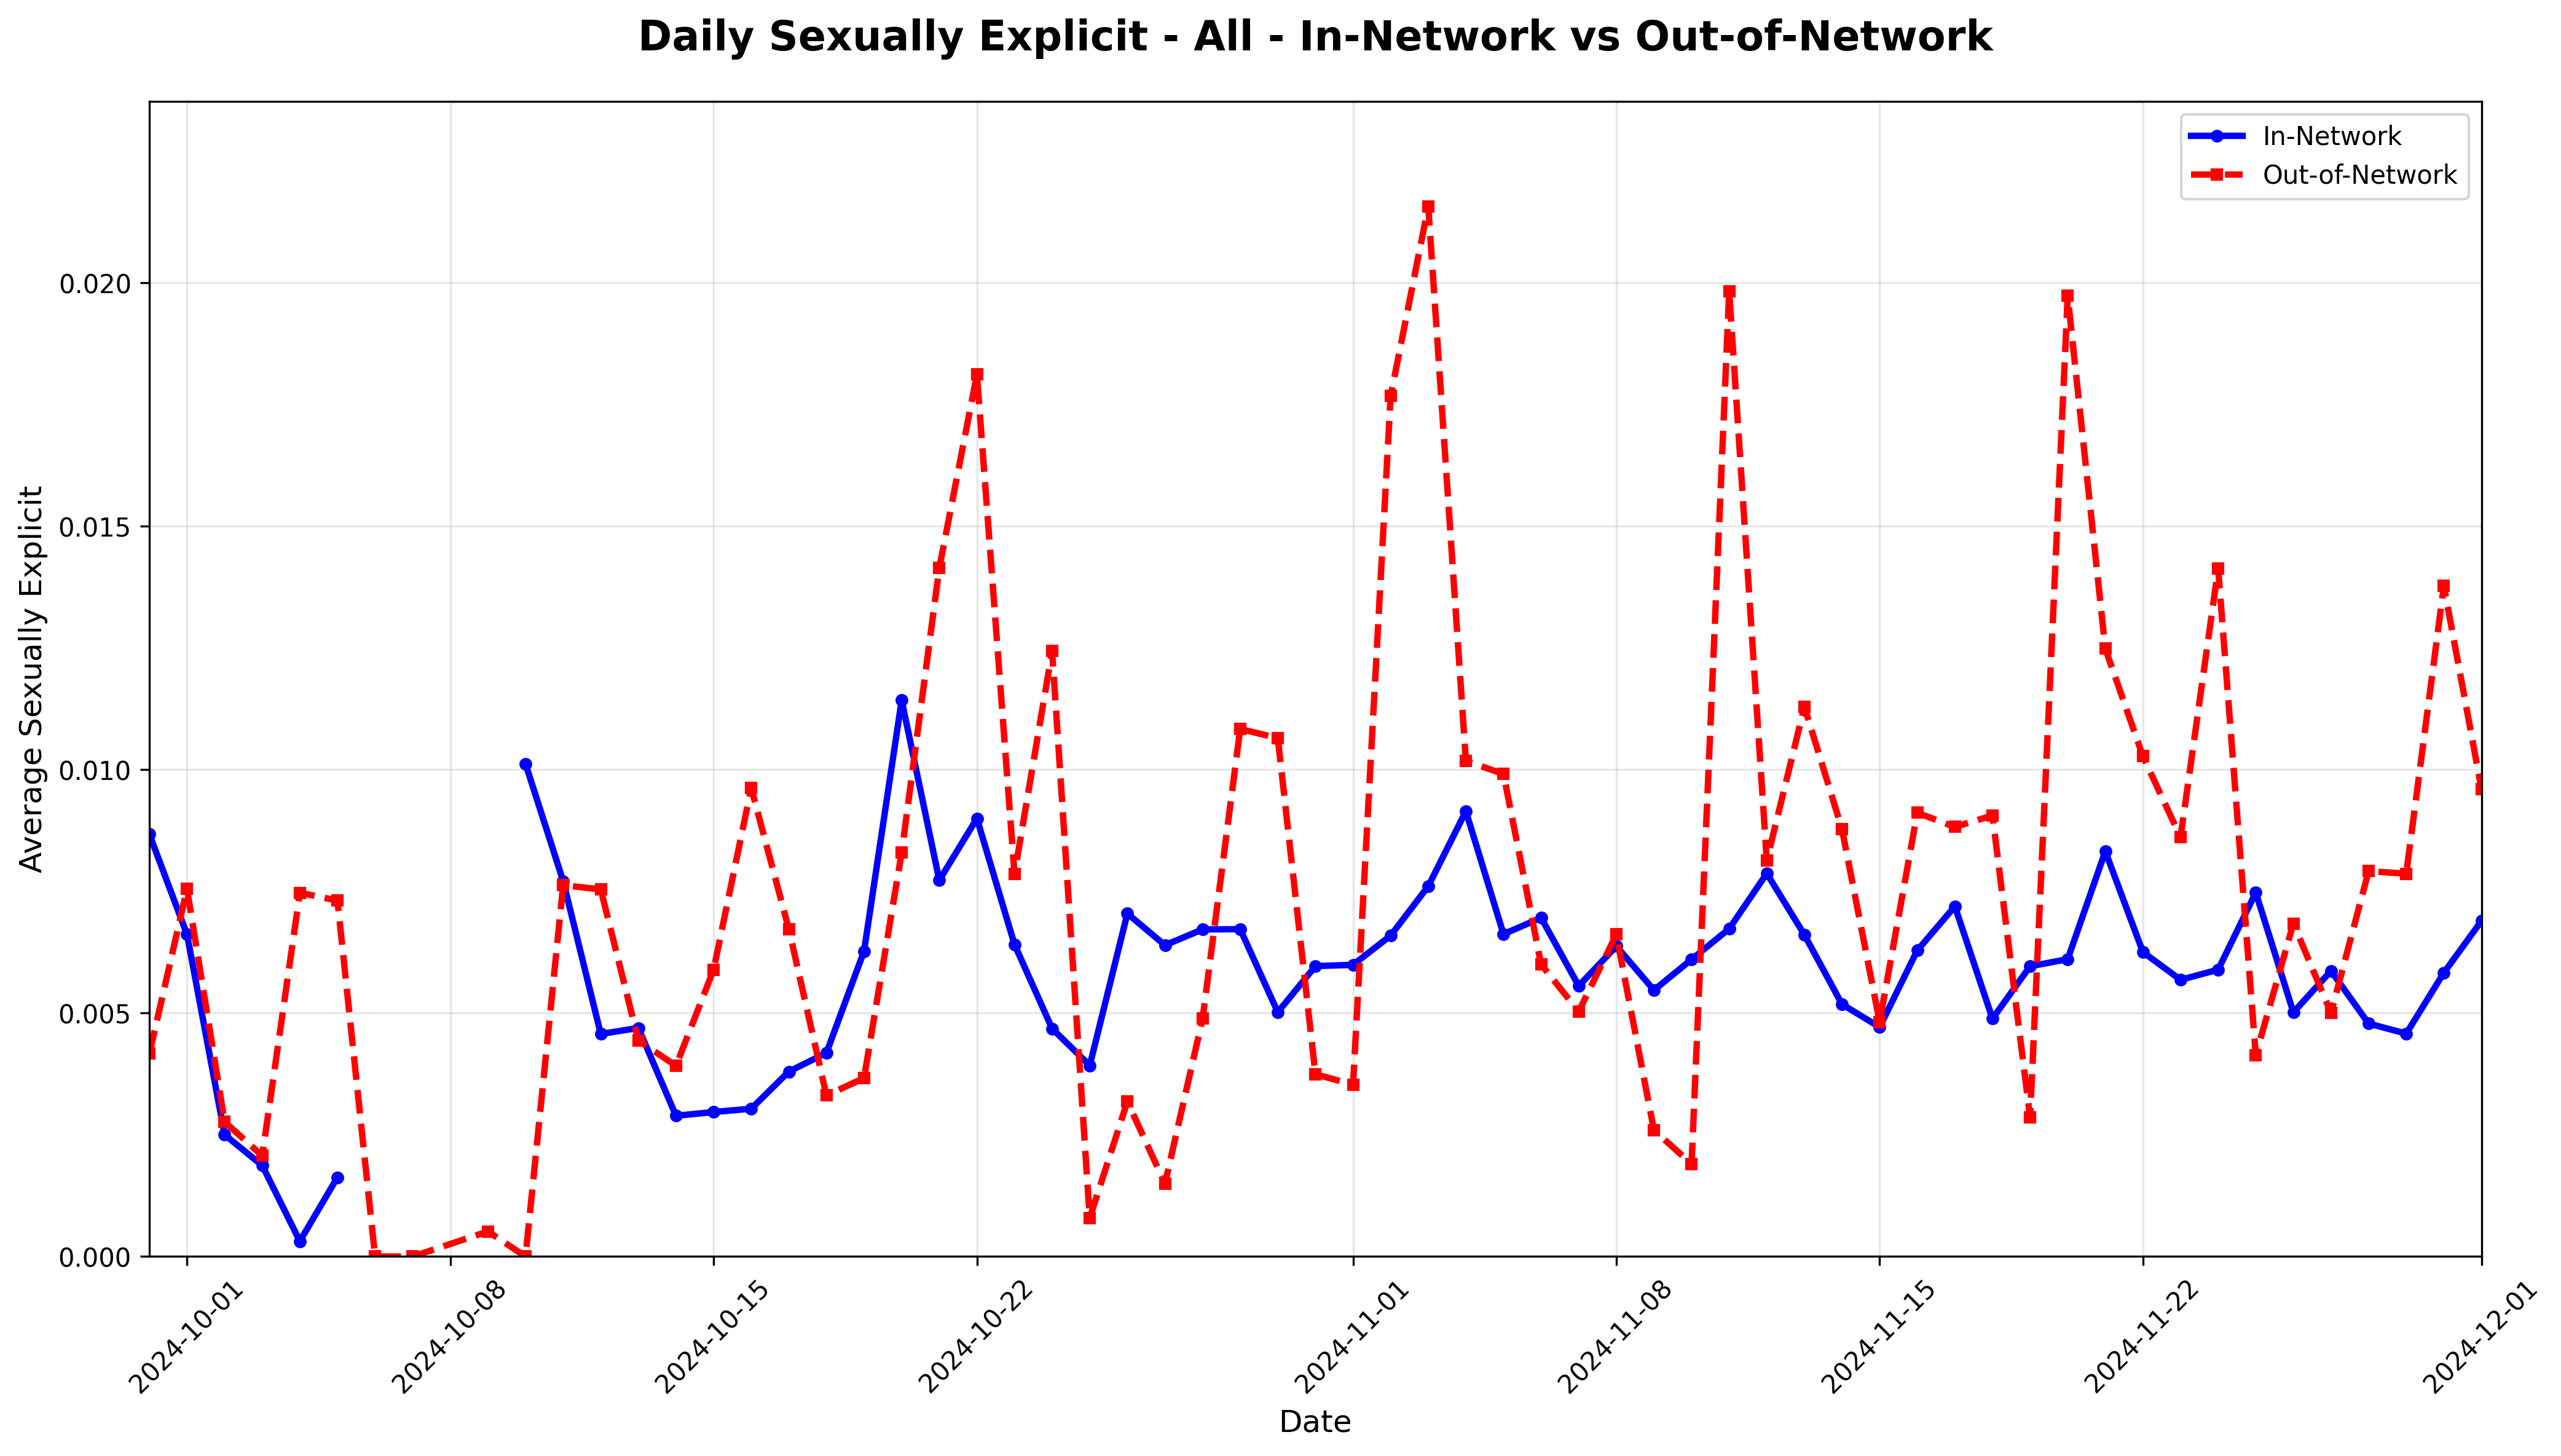 Daily Sexually Explicit - All - In-Network vs Out-of-Network
In-Network
Out-of-Network
Average Sexually Explicit
0.020
0.015
0.010
0.005
0.000
2024-10-01
2024-10-08
2024-10-15
2024-10-22
2024-11-01
2024-11-08
2024-11-15
2024-11-22
2024-12-01
Date